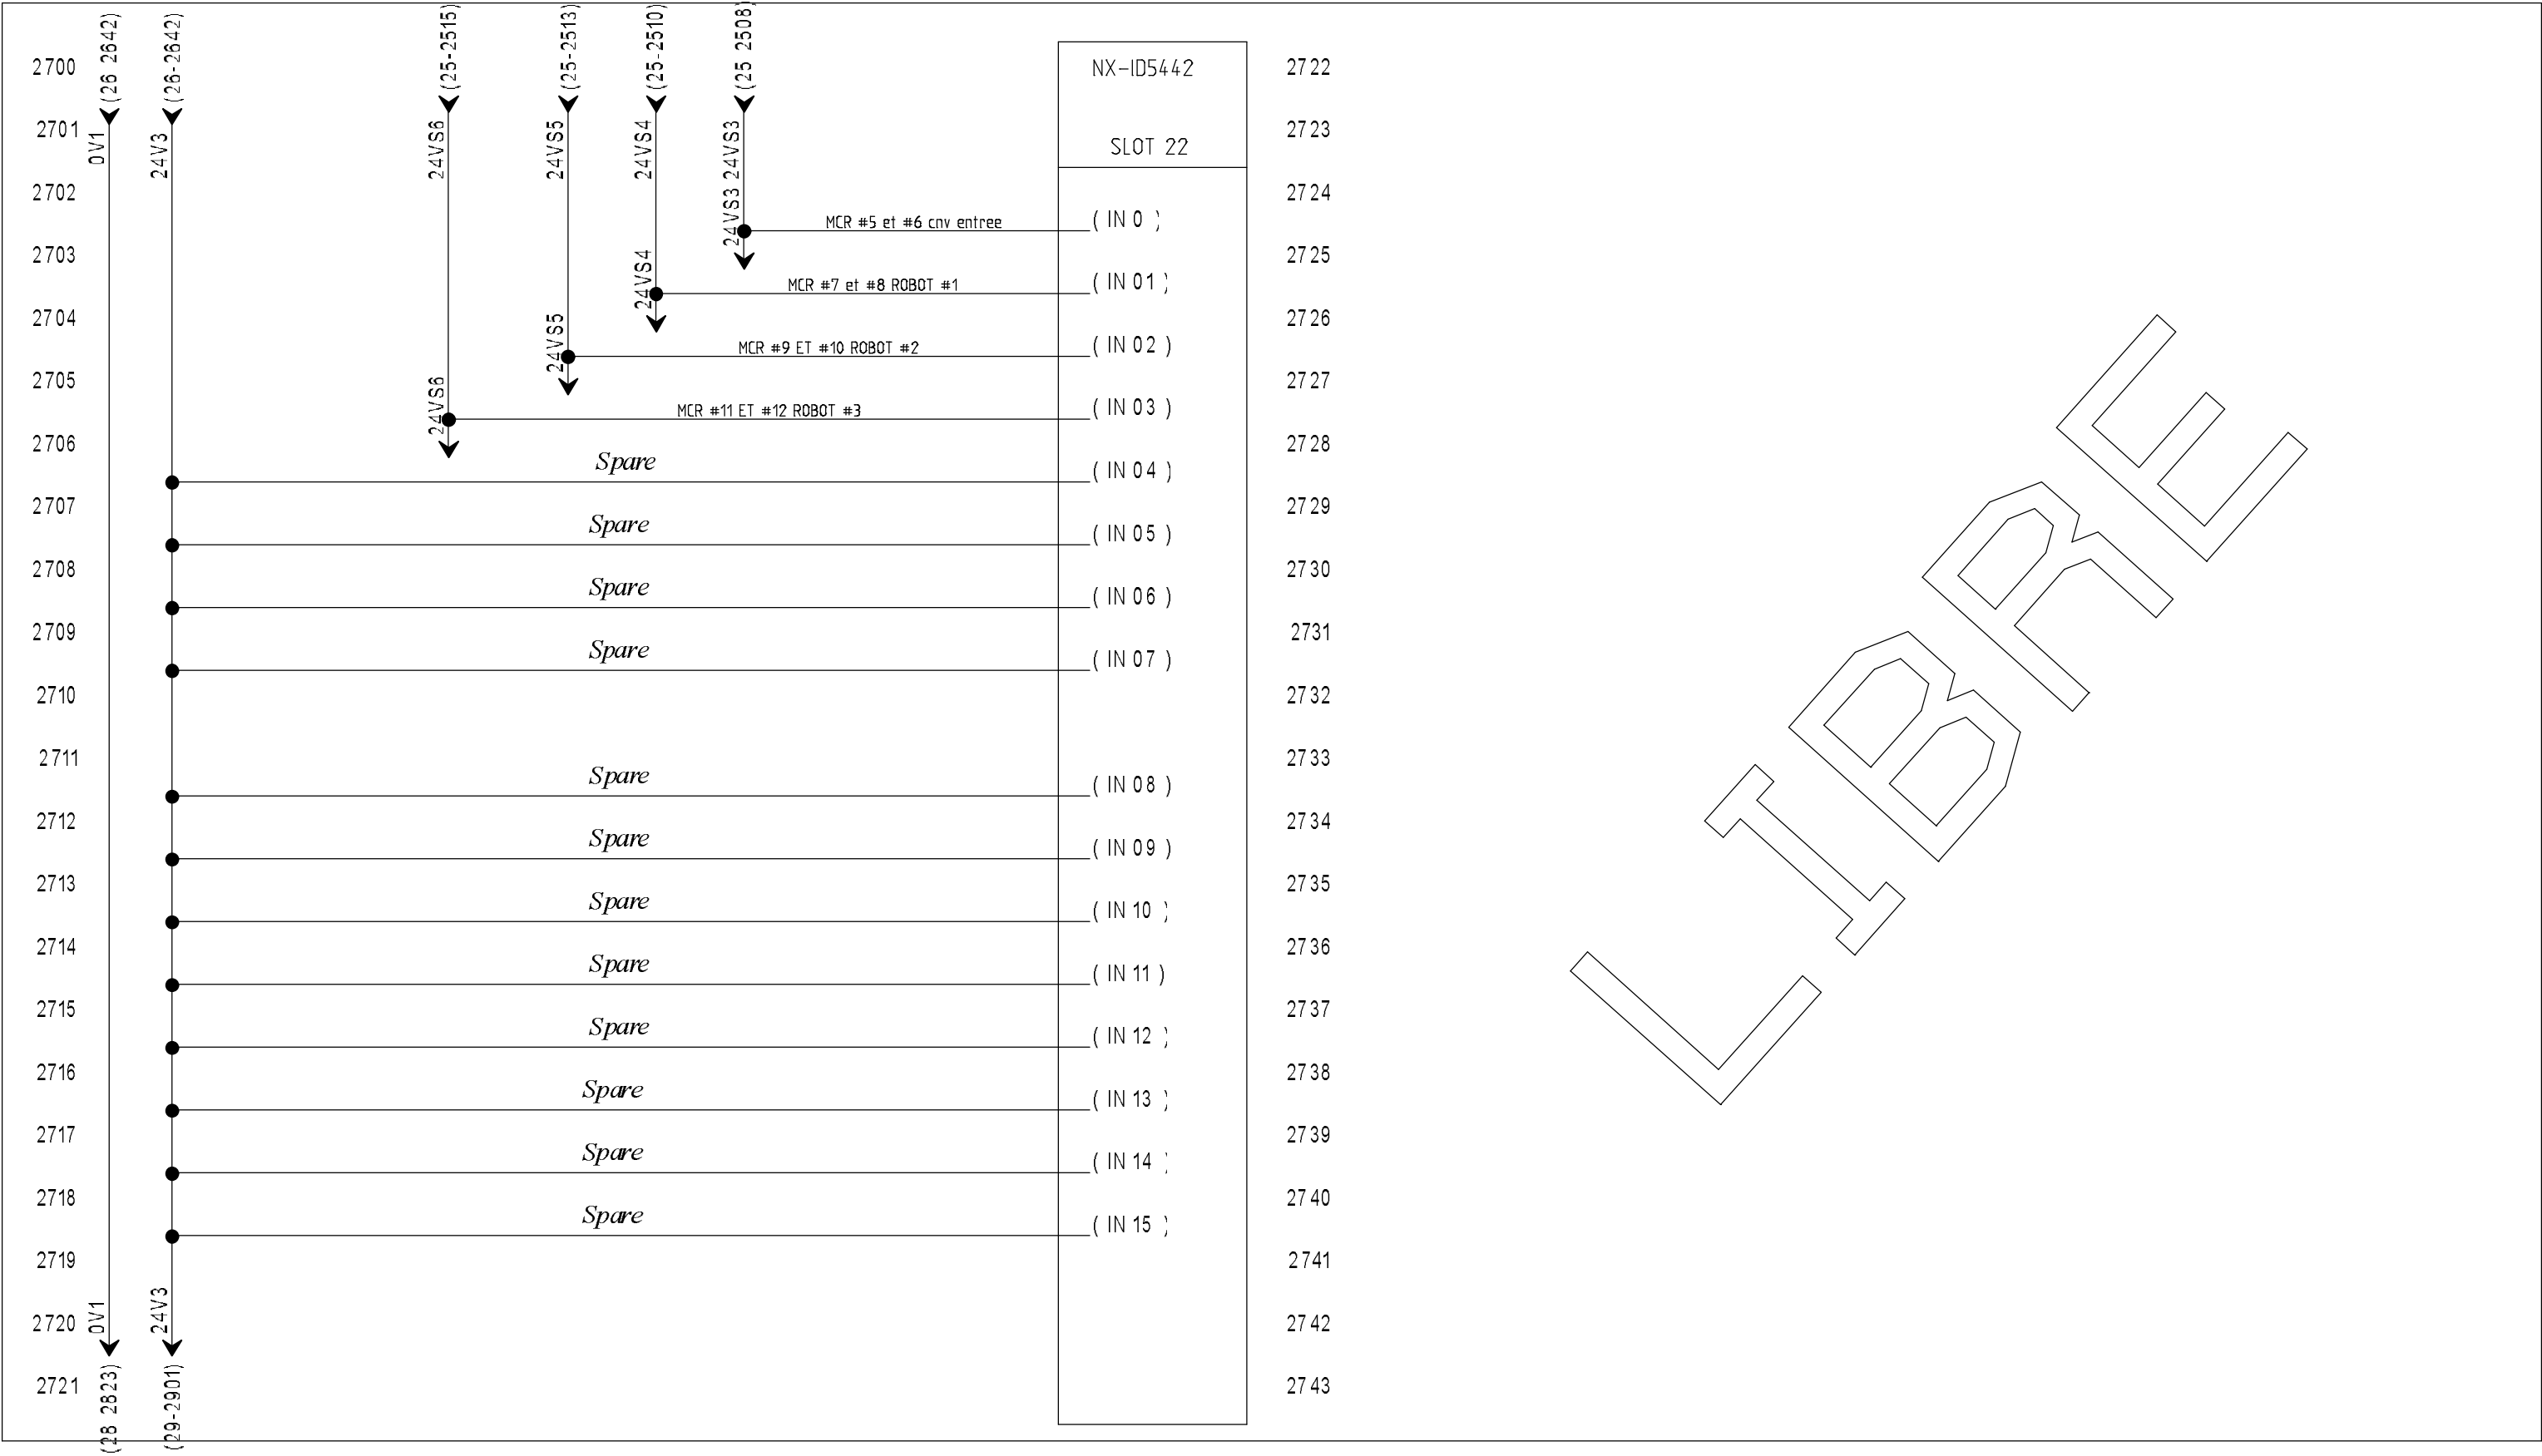 (26 2642)
(26-2642)
(25-2515)
(25-2513)
(25-2510)
(25 2508)
2700
NX-ID5442
2722
2701
0V1
24V3
24VS6
24VS5
24VS4
24VS3
SLOT 22
2723
2702
24VS3
MCR #5 et #6 cnv entree
( IN 0 )
2724
2703
24VS4
MCR #7 et #8 ROBOT #1
( IN 01 )
2725
2704
24VS5
MCR #9 ET #10 ROBOT #2
( IN 02 )
2726
2705
24VS6
MCR #11 ET #12 ROBOT #3
( IN 03 )
2727
2706
Spare
( IN 04 )
2728
2707
Spare
( IN 05 )
2729
2708
Spare
( IN 06 )
2730
2709
Spare
( IN 07 )
2731
2710
2732
2711
Spare
( IN 08 )
2733
2712
Spare
( IN 09 )
2734
2713
Spare
( IN 10 )
2735
2714
Spare
( IN 11 )
2736
2715
Spare
( IN 12 )
2737
2716
Spare
( IN 13 )
2738
2717
Spare
( IN 14 )
2739
2718
Spare
( IN 15 )
2740
2719
2741
2720
0V1
24V3
2742
2721
(28 2823)
(29-2901)
2743
LIBRE